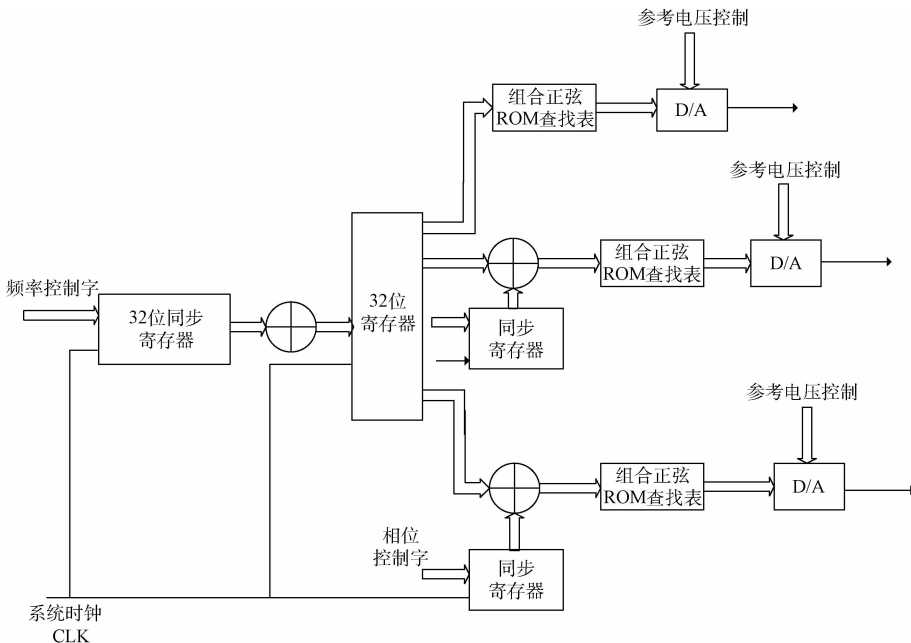 参考电压控制
组合正弦
ROM查找表
D/A
参考电压控制
组合正弦
ROM查找表
D/A
频率控制字
32位同步
寄存器
32位
寄存器
同步
寄存器
参考电压控制
组合正弦
ROM查找表
D/A
相位
控制字
同步
寄存器
系统时钟
CLK